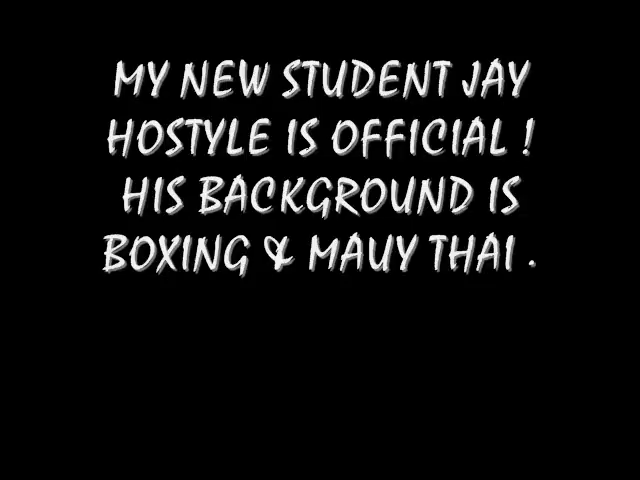 MY NEW STUDENT JAY
HOSTYLE IS OFFICIAL !
HIS BACKGROUND IS
BOXING & MAUY THAI .